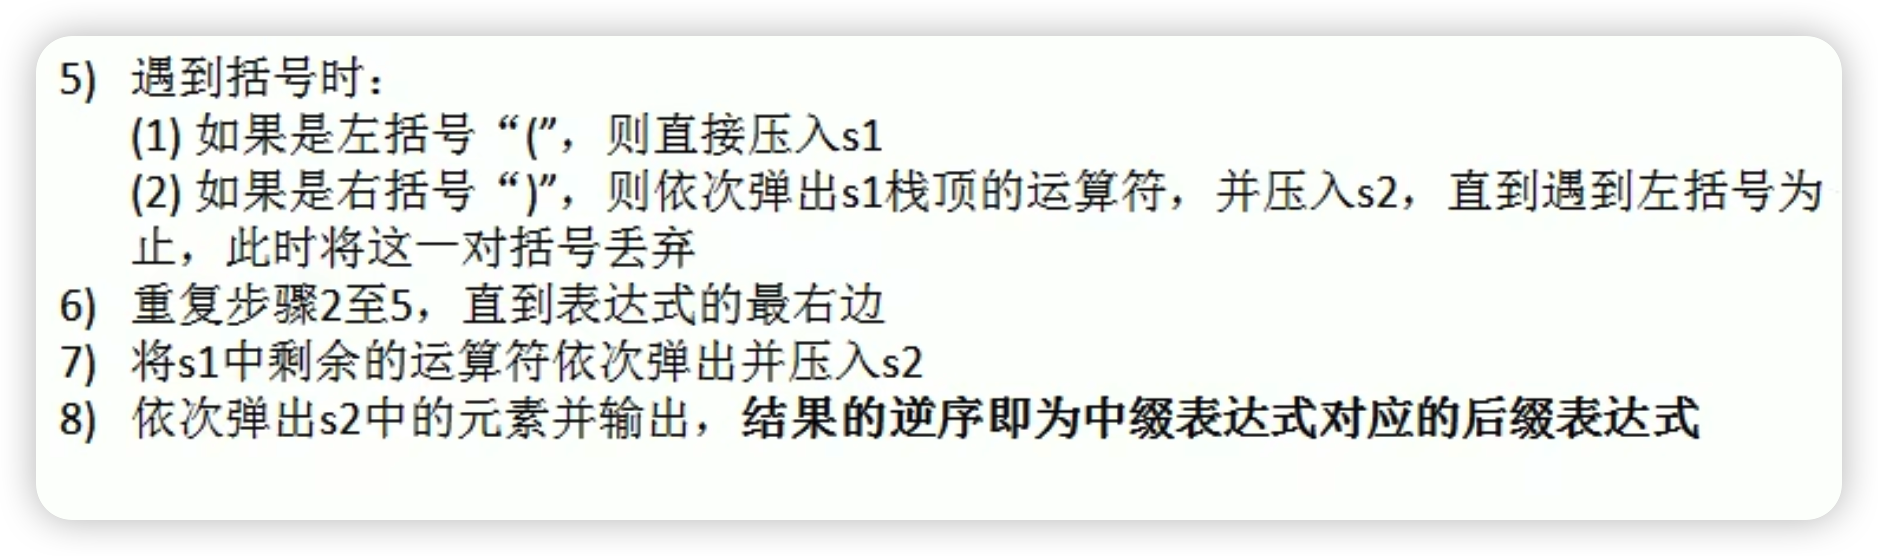 5) 遇到括号时：
(1) 如果是左括号“(”，则直接压入s1
(2) 如果是右括号“)”，则依次弹出s1栈顶的运算符，并压入s2，直到遇到左括号为
止，此时将这一对括号丢弃
6) 重复步骤2至5，直到表达式的最右边
7) 将s1中剩余的运算符依次弹出并压入s2
8) 依次弹出s2中的元素并输出，结果的逆序即为中缀表达式对应的后缀表达式